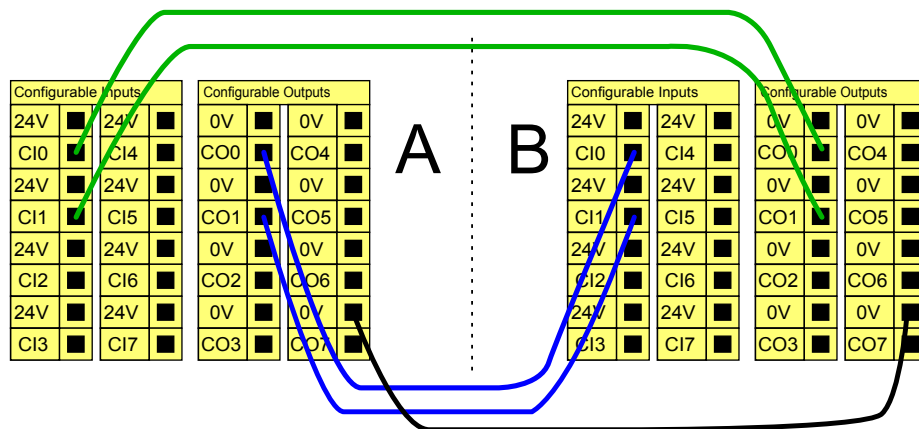 Configurable Inputs
24V 24V
CI0 CI4
24V 24V
CI1 CI5
24V 24V
CI2 CI6
24V 24V
CI3 CI7
Configurable Outputs
0V 0V
CO0 CO4
0V 0V
CO1 CO5
0V 0V
CO2 CO6
0V 0V
CO3 CO7
A
B
Configurable Inputs
24V 24V
CI0 CI4
24V 24V
CI1 CI5
24V 24V
CI2 CI6
24V 24V
CI3 CI7
Configurable Outputs
0V 0V
CO0 CO4
0V 0V
CO1 CO5
0V 0V
CO2 CO6
0V 0V
CO3 CO7